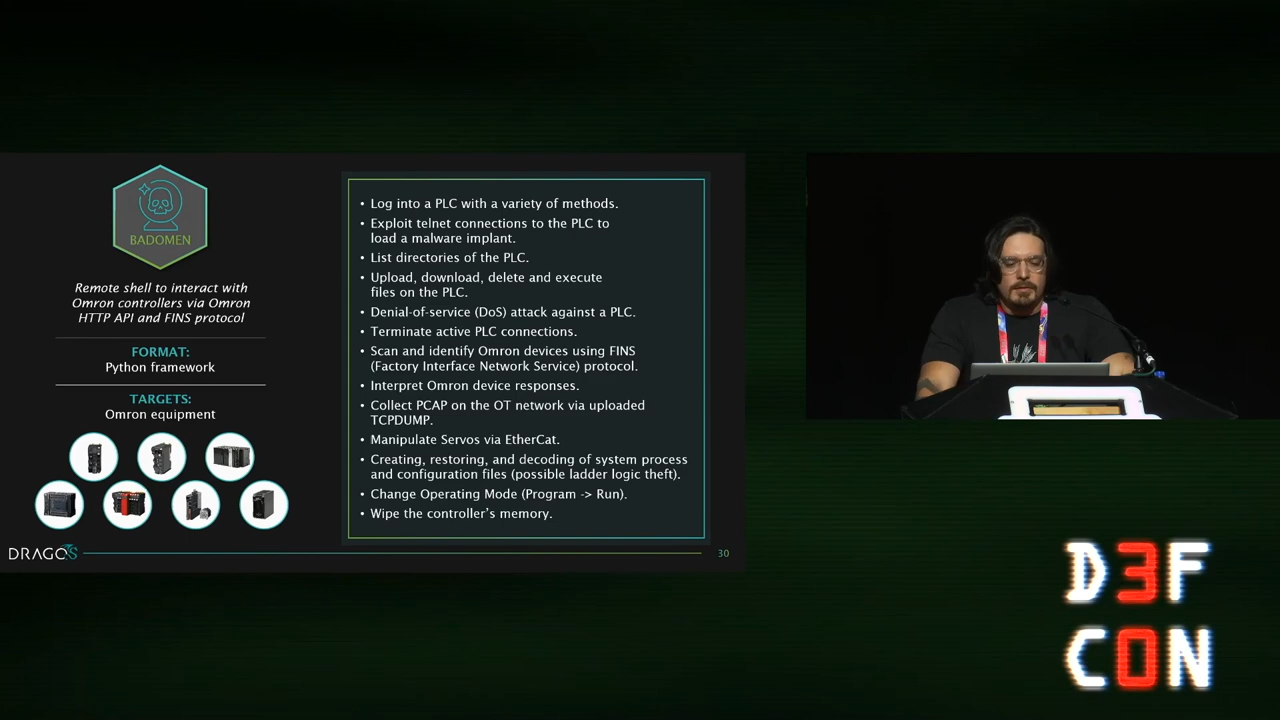 BADOMEN
Remote shell to interact with
Omron controllers via Omron
HTTP API and FINS protocol
FORMAT:
Python framework
TARGETS:
Omron equipment
• Log into a PLC with a variety of methods.
• Exploit telnet connections to the PLC to
load a malware implant.
• List directories of the PLC.
• Upload, download, delete and execute
files on the PLC.
• Denial-of-service (DoS) attack against a PLC.
• Terminate active PLC connections.
• Scan and identify Omron devices using FINS
(Factory Interface Network Service) protocol.
• Interpret Omron device responses.
• Collect PCAP on the OT network via uploaded
TCPDUMP.
• Manipulate Servos via EtherCat.
• Creating, restoring, and decoding of system process
and configuration files (possible ladder logic theft).
• Change Operating Mode (Program -> Run).
• Wipe the controller's memory.
DRAGOS
30
D3F
C0N